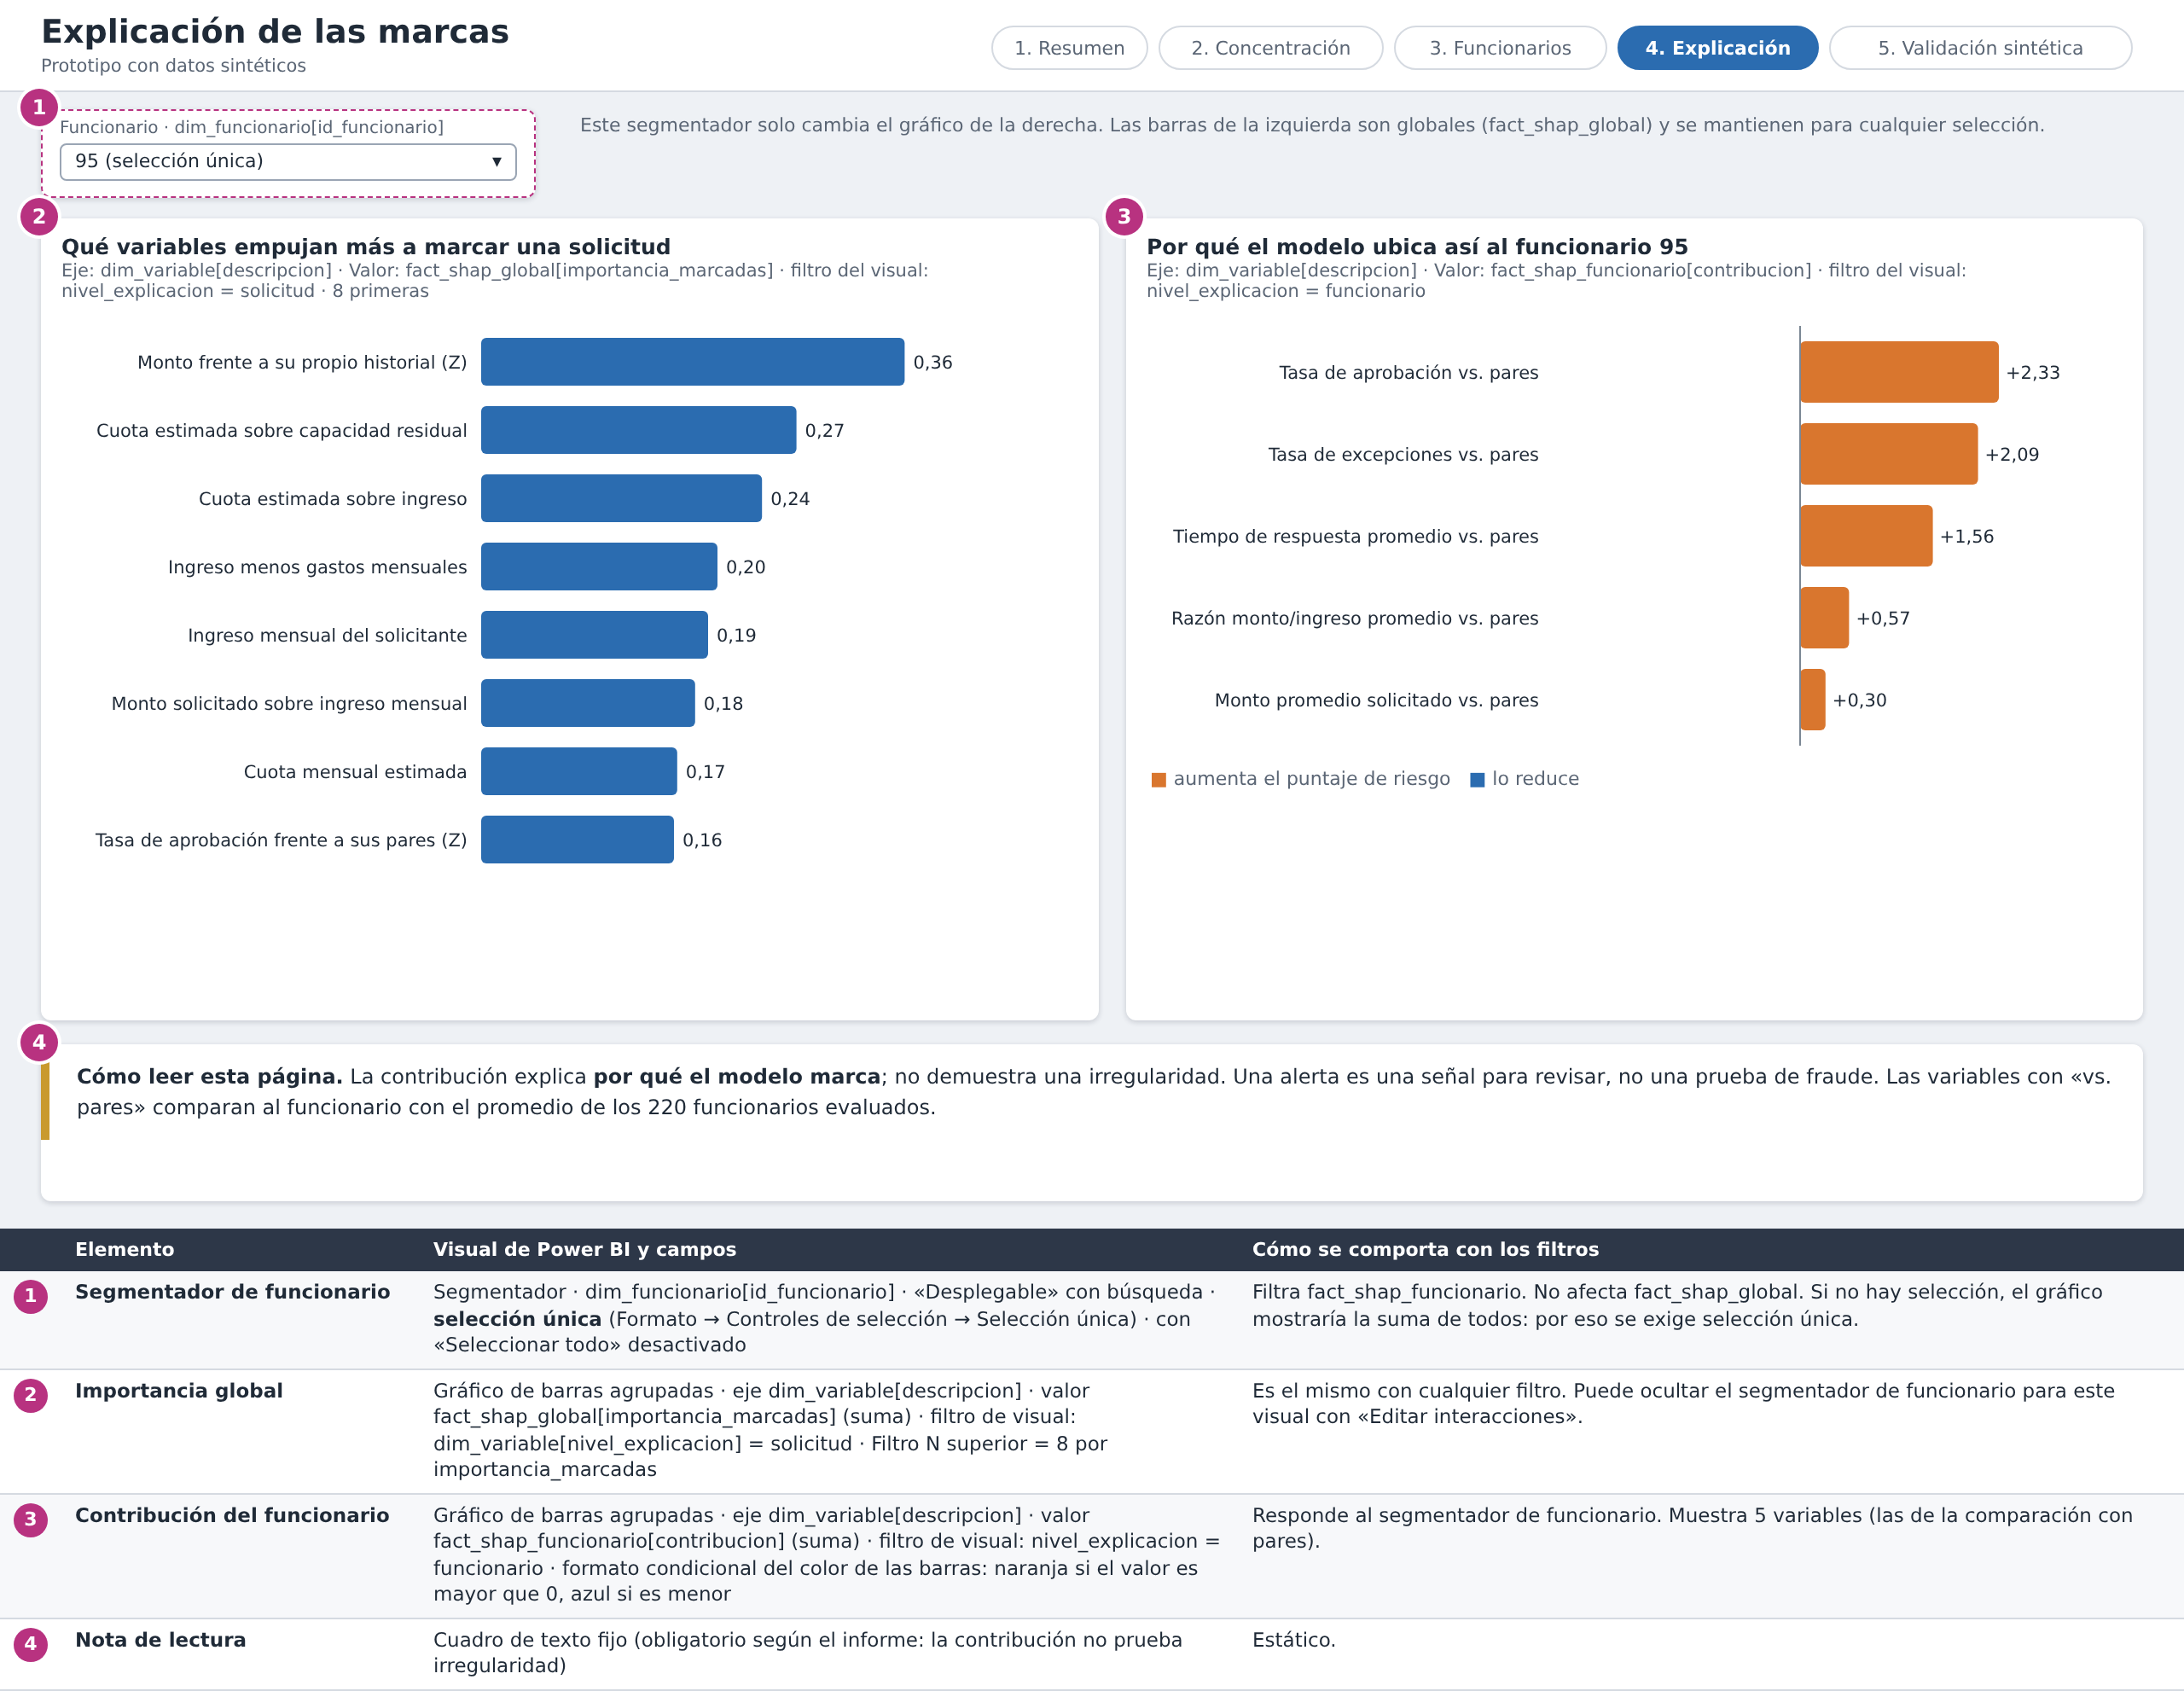 Explicación de las marcas
Prototipo con datos sintéticos
1. Resumen
2. Concentración
3. Funcionarios
4. Explicación
5. Validación sintética
1
Funcionario · dim_funcionario[id_funcionario]
95 (selección única) ▼
Este segmentador solo cambia el gráfico de la derecha. Las barras de la izquierda son globales (fact_shap_global) y se mantienen para cualquier selección.
2
Qué variables empujan más a marcar una solicitud
Eje: dim_variable[descripcion] · Valor: fact_shap_global[importancia_marcadas] · filtro del visual:
nivel_explicacion = solicitud · 8 primeras
Monto frente a su propio historial (Z) 0,36
Cuota estimada sobre capacidad residual 0,27
Cuota estimada sobre ingreso 0,24
Ingreso menos gastos mensuales 0,20
Ingreso mensual del solicitante 0,19
Monto solicitado sobre ingreso mensual 0,18
Cuota mensual estimada 0,17
Tasa de aprobación frente a sus pares (Z) 0,16
3
Por qué el modelo ubica así al funcionario 95
Eje: dim_variable[descripcion] · Valor: fact_shap_funcionario[contribucion] · filtro del visual:
nivel_explicacion = funcionario
Tasa de aprobación vs. pares +2,33
Tasa de excepciones vs. pares +2,09
Tiempo de respuesta promedio vs. pares +1,56
Razón monto/ingreso promedio vs. pares +0,57
Monto promedio solicitado vs. pares +0,30
aumenta el puntaje de riesgo lo reduce
4
Cómo leer esta página. La contribución explica por qué el modelo marca; no demuestra una irregularidad. Una alerta es una señal para revisar, no una prueba de fraude. Las variables con «vs.
pares» comparan al funcionario con el promedio de los 220 funcionarios evaluados.
Elemento
Visual de Power BI y campos
Cómo se comporta con los filtros
1
Segmentador de funcionario
Segmentador · dim_funcionario[id_funcionario] · «Desplegable» con búsqueda ·
selección única (Formato → Controles de selección → Selección única) · con
«Seleccionar todo» desactivado
Filtra fact_shap_funcionario. No afecta fact_shap_global. Si no hay selección, el gráfico
mostraría la suma de todos: por eso se exige selección única.
2
Importancia global
Gráfico de barras agrupadas · eje dim_variable[descripcion] · valor
fact_shap_global[importancia_marcadas] (suma) · filtro de visual:
dim_variable[nivel_explicacion] = solicitud · Filtro N superior = 8 por
importancia_marcadas
Es el mismo con cualquier filtro. Puede ocultar el segmentador de funcionario para este
visual con «Editar interacciones».
3
Contribución del funcionario
Gráfico de barras agrupadas · eje dim_variable[descripcion] · valor
fact_shap_funcionario[contribucion] (suma) · filtro de visual: nivel_explicacion =
funcionario · formato condicional del color de las barras: naranja si el valor es
mayor que 0, azul si es menor
Responde al segmentador de funcionario. Muestra 5 variables (las de la comparación con
pares).
4
Nota de lectura
Cuadro de texto fijo (obligatorio según el informe: la contribución no prueba
irregularidad)
Estático.